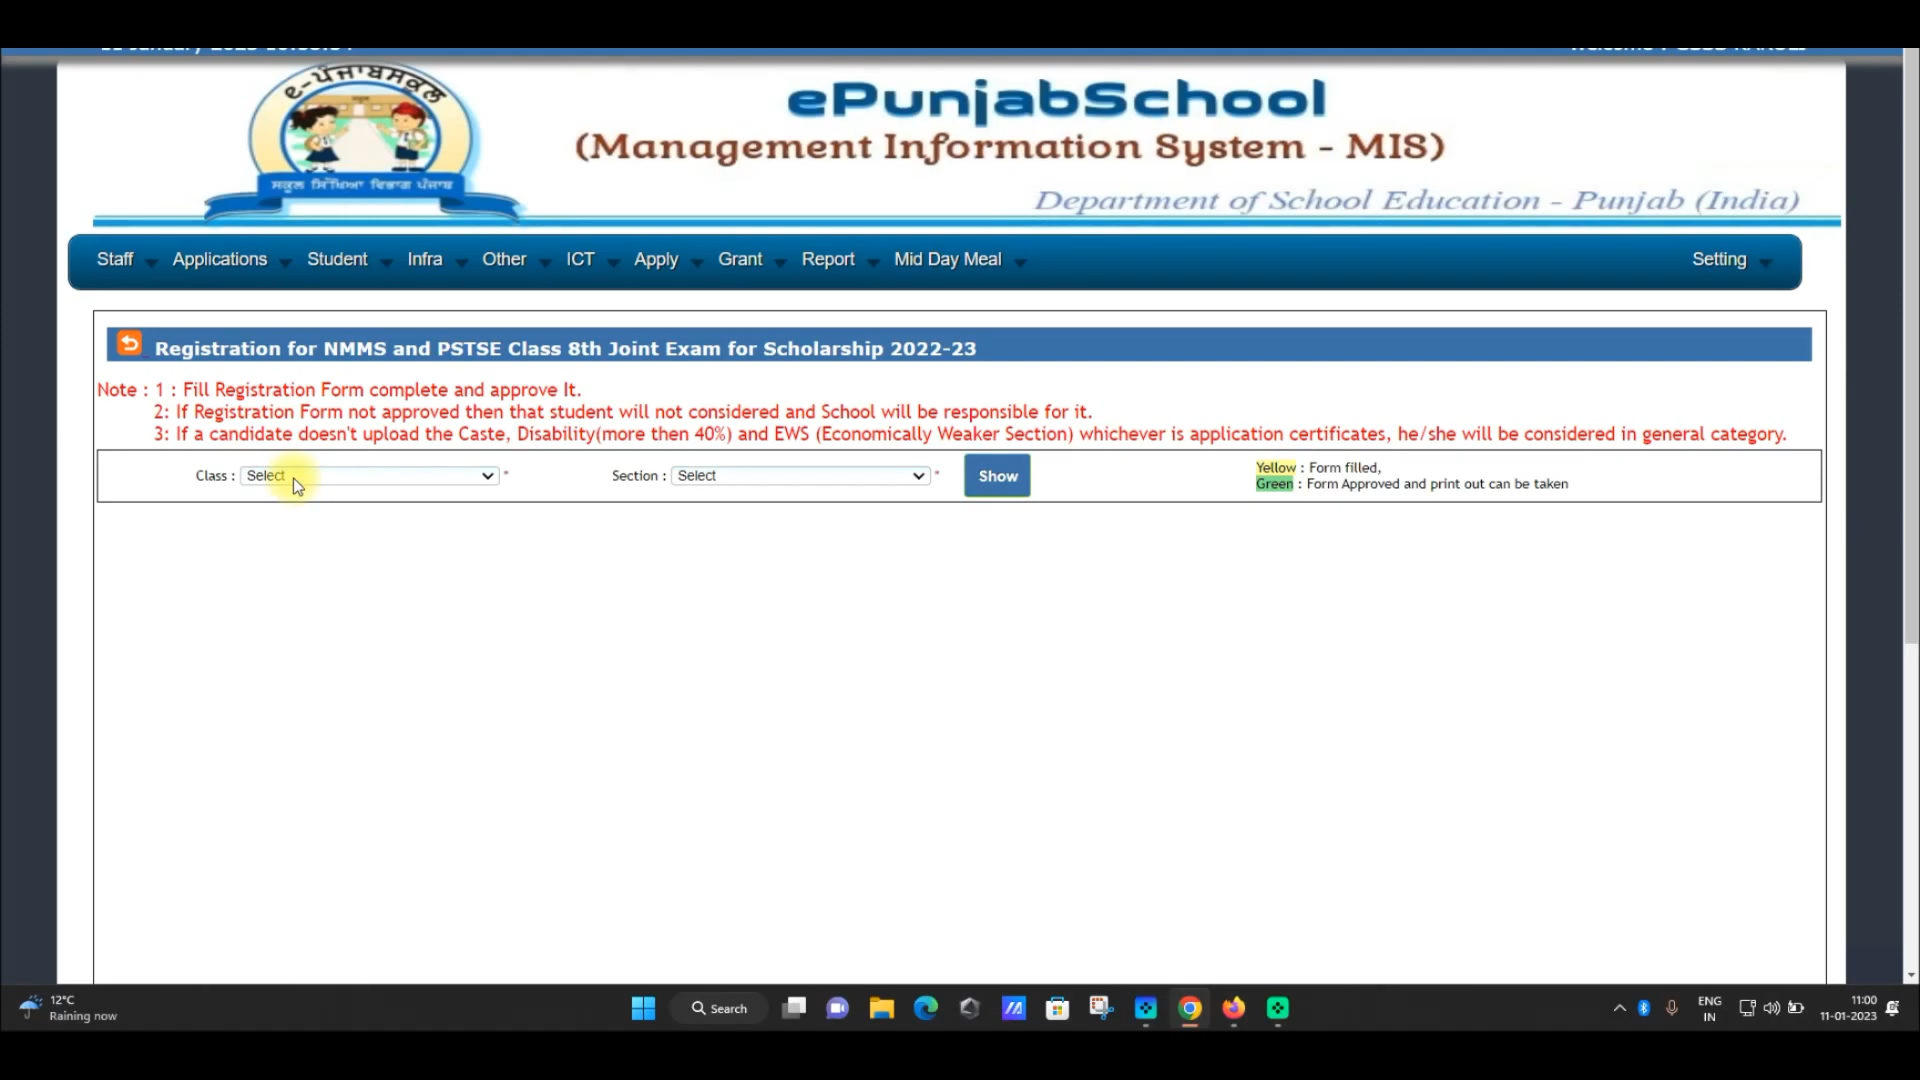 e-ਪੰਜਾਬਸਕੂਲ
ਸਕੂਲ ਸਿੱਖਿਆ ਵਿਭਾਗ ਪੰਜਾਬ
ePunjabSchool
(Management Information System - MIS)
Department of School Education - Punjab (India)
Staff Applications Student Infra Other ICT Apply Grant Report Mid Day Meal Setting
Registration for NMMS and PSTSE Class 8th Joint Exam for Scholarship 2022-23
Note : 1 : Fill Registration Form complete and approve It.
2: If Registration Form not approved then that student will not considered and School will be responsible for it.
3: If a candidate doesn't upload the Caste, Disability(more then 40%) and EWS (Economically Weaker Section) whichever is application certificates, he/she will be considered in general category.
Class : Select * Section : Select * Show
Yellow : Form filled,
Green : Form Approved and print out can be taken
12°C
Raining now
Search
ENG
IN
11:00
11-01-2023